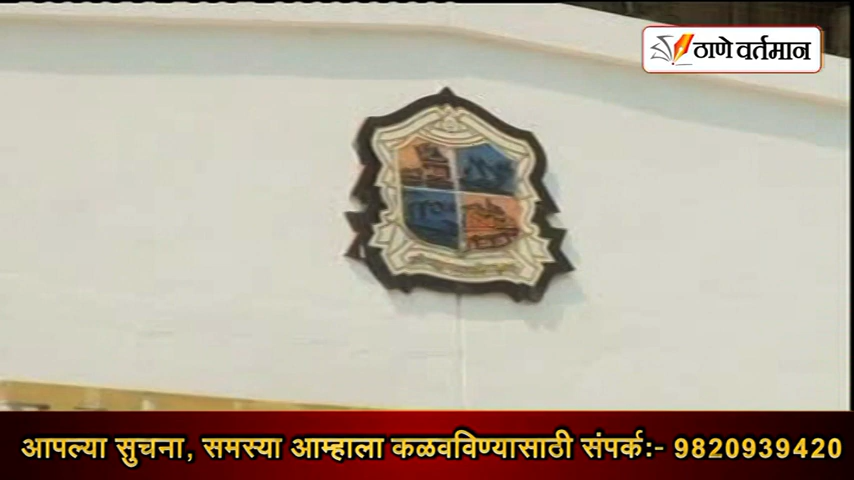 ठाणे वर्तमान
आपल्या सुचना, समस्या आम्हाला कळवविण्यासाठी संपर्क:- 9820939420